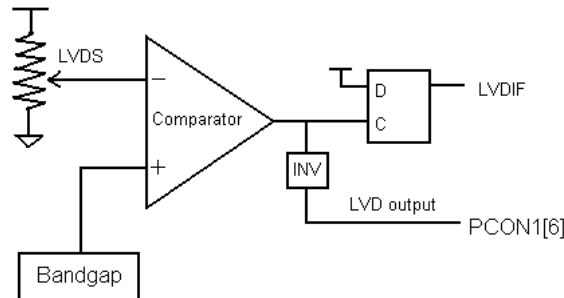 LVDS
−
Comparator
+
Bandgap
D
C
LVDIF
INV
LVD output
PCON1[6]